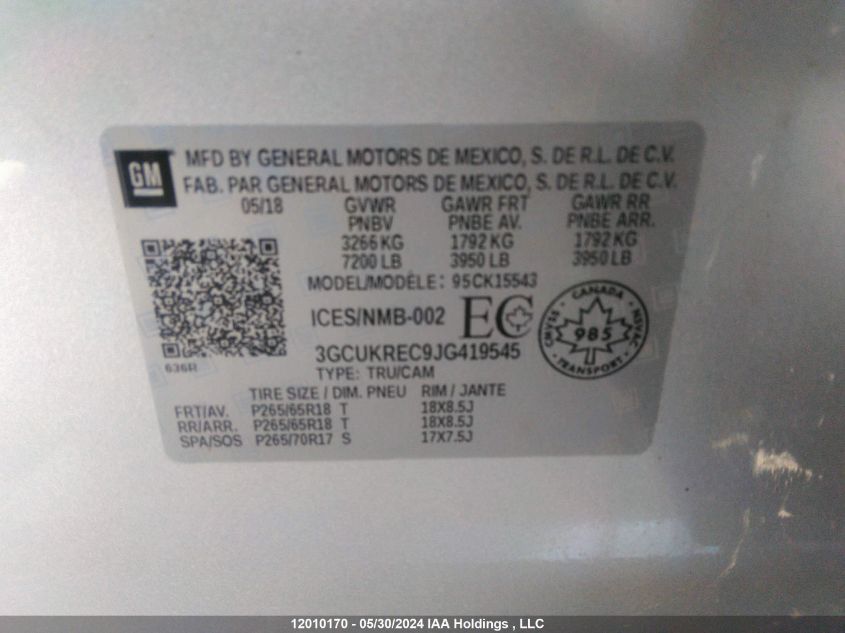 GM
MFD BY GENERAL MOTORS DE MEXICO, S. DE R.L. DE C.V.
FAB. PAR GENERAL MOTORS DE MEXICO, S. DE R.L. DE C.V.
05/18 GVWR GAWR FRT GAWR RR
PNBV PNBE AV. PNBE ARR.
3266 KG 1792 KG 1792 KG
7200 LB 3950 LB 3950 LB
MODEL/MODÈLE: 95CK15543
ICES/NMB-002 EC
CANADA
CMVSS 985 NSVAC
636R
3GCUKREC9JG419545
TYPE: TRU/CAM
TIRE SIZE / DIM. PNEU RIM / JANTE
FRT/AV. P265/65R18 T 18X8.5J
RR/ARR. P265/65R18 T 18X8.5J
SPA/SOS P265/70R17 S 17X7.5J
12010170 - 05/30/2024 IAA Holdings , LLC